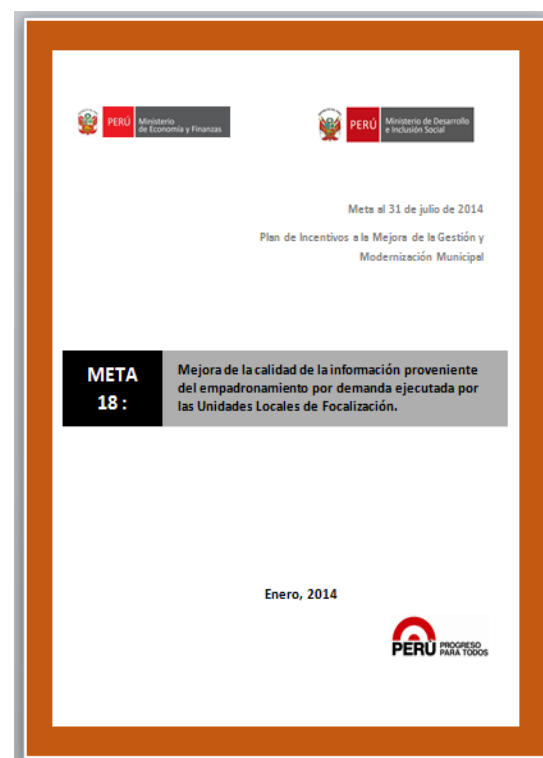 PERÚ Ministerio de Economía y Finanzas
PERÚ Ministerio de Desarrollo e Inclusión Social
Meta al 31 de julio de 2014
Plan de Incentivos a la Mejora de la Gestión y
Modernización Municipal
META
18 :
Mejora de la calidad de la información proveniente
del empadronamiento por demanda ejecutada por
las Unidades Locales de Focalización.
Enero, 2014
PERÚ PROGRESO
PARA TODOS